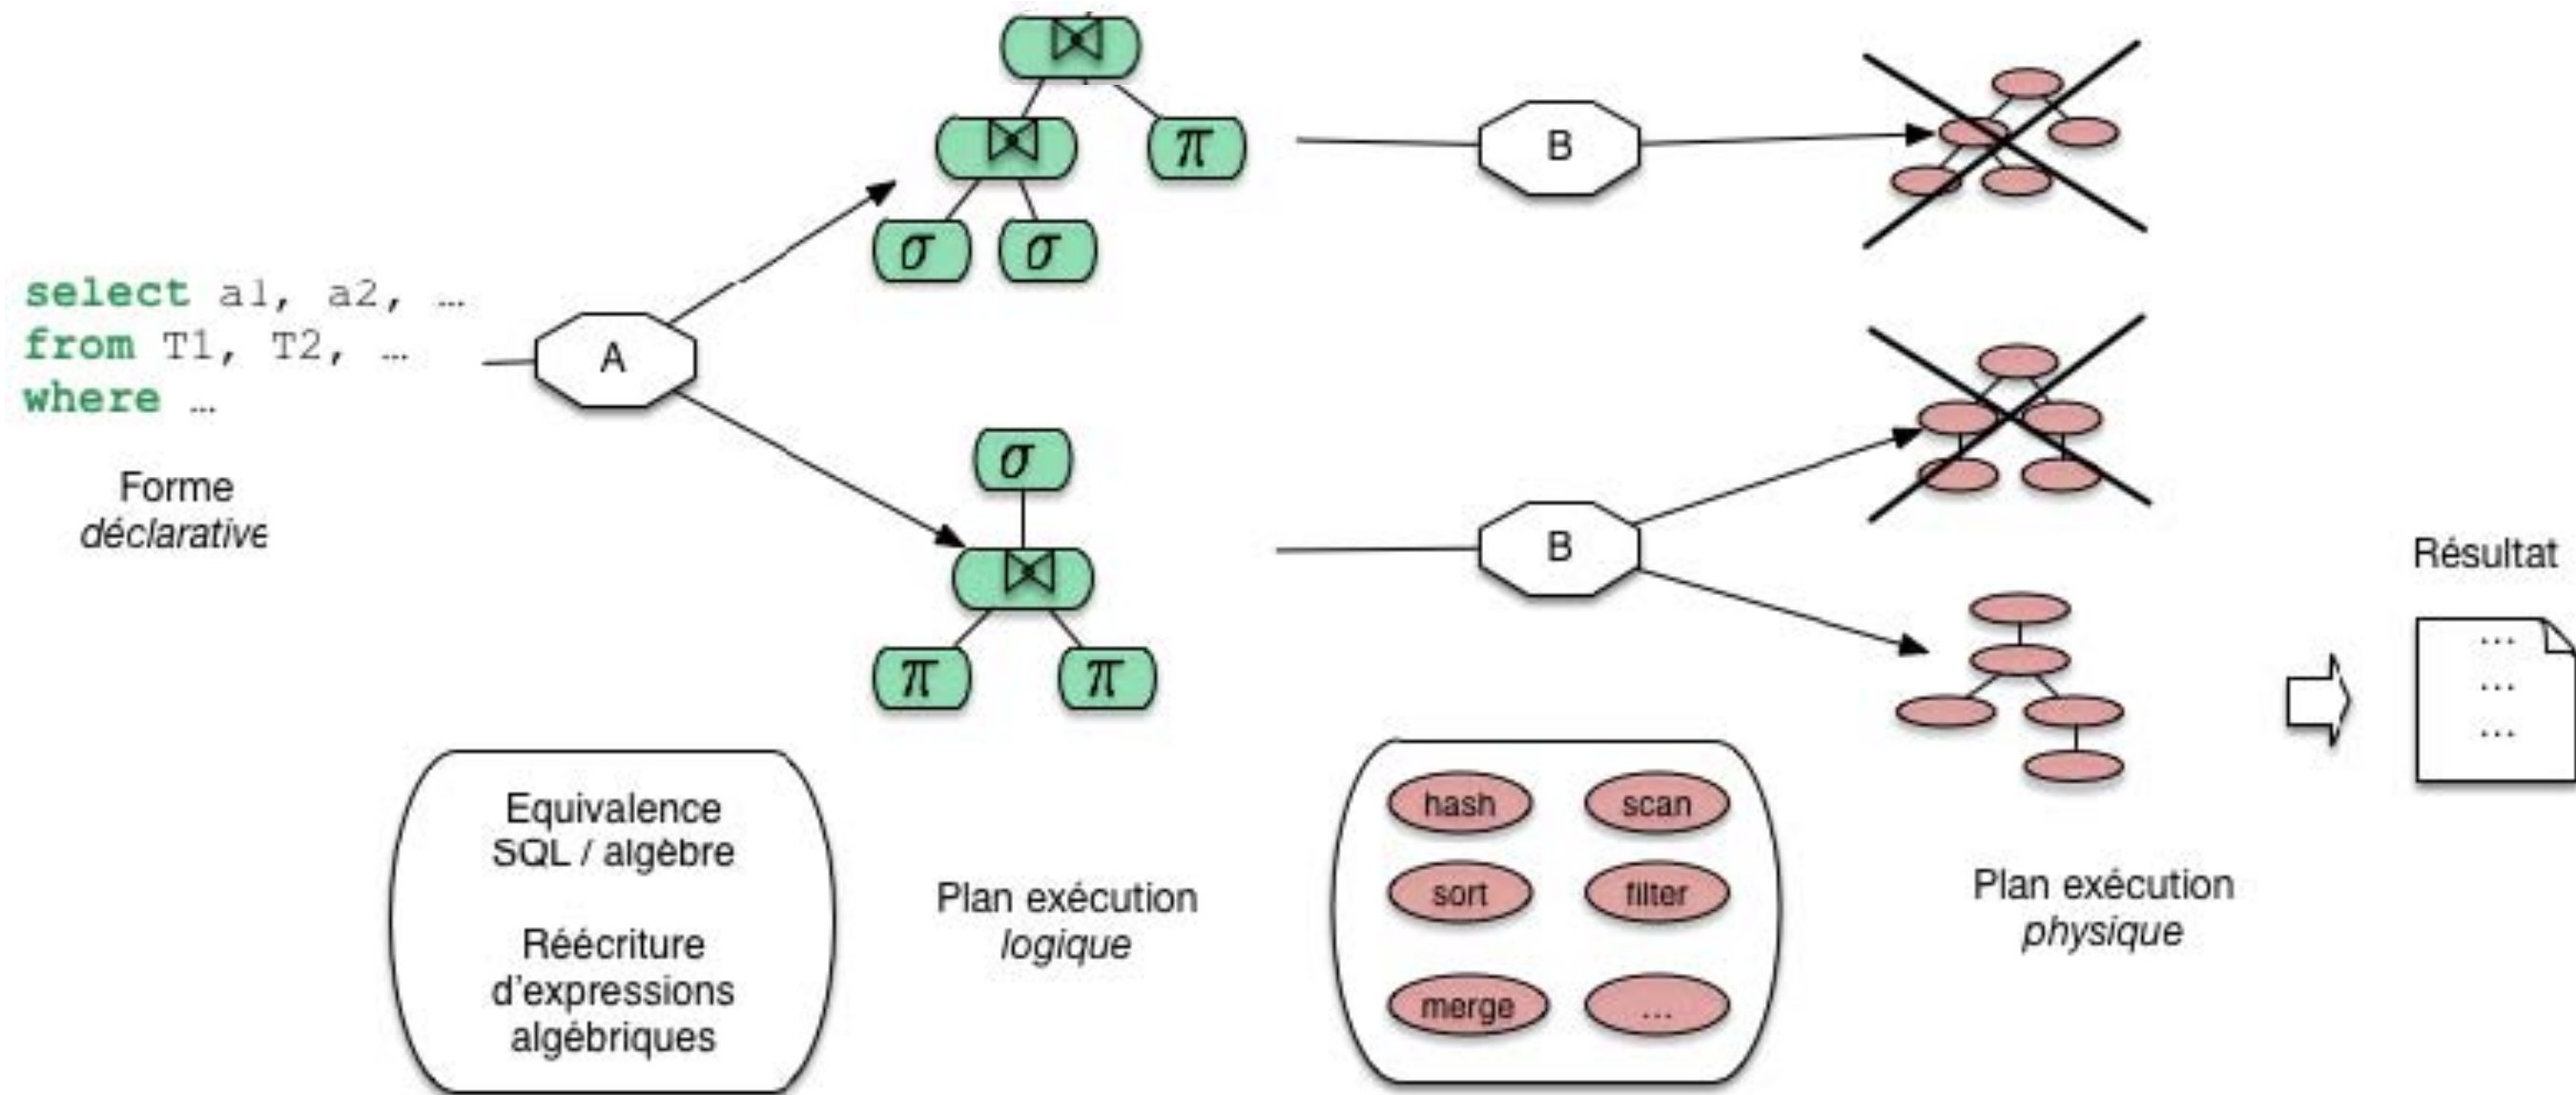 select a1, a2, ...
from T1, T2, ...
where ...
Forme
déclarative
A
⋈
⋈
π
σ
σ
σ
⋈
π
π
B
B
Equivalence
SQL / algèbre
Réécriture
d'expressions
algébriques
Plan exécution
logique
hash
scan
sort
filter
merge
...
Plan exécution
physique
Résultat
...
...
...